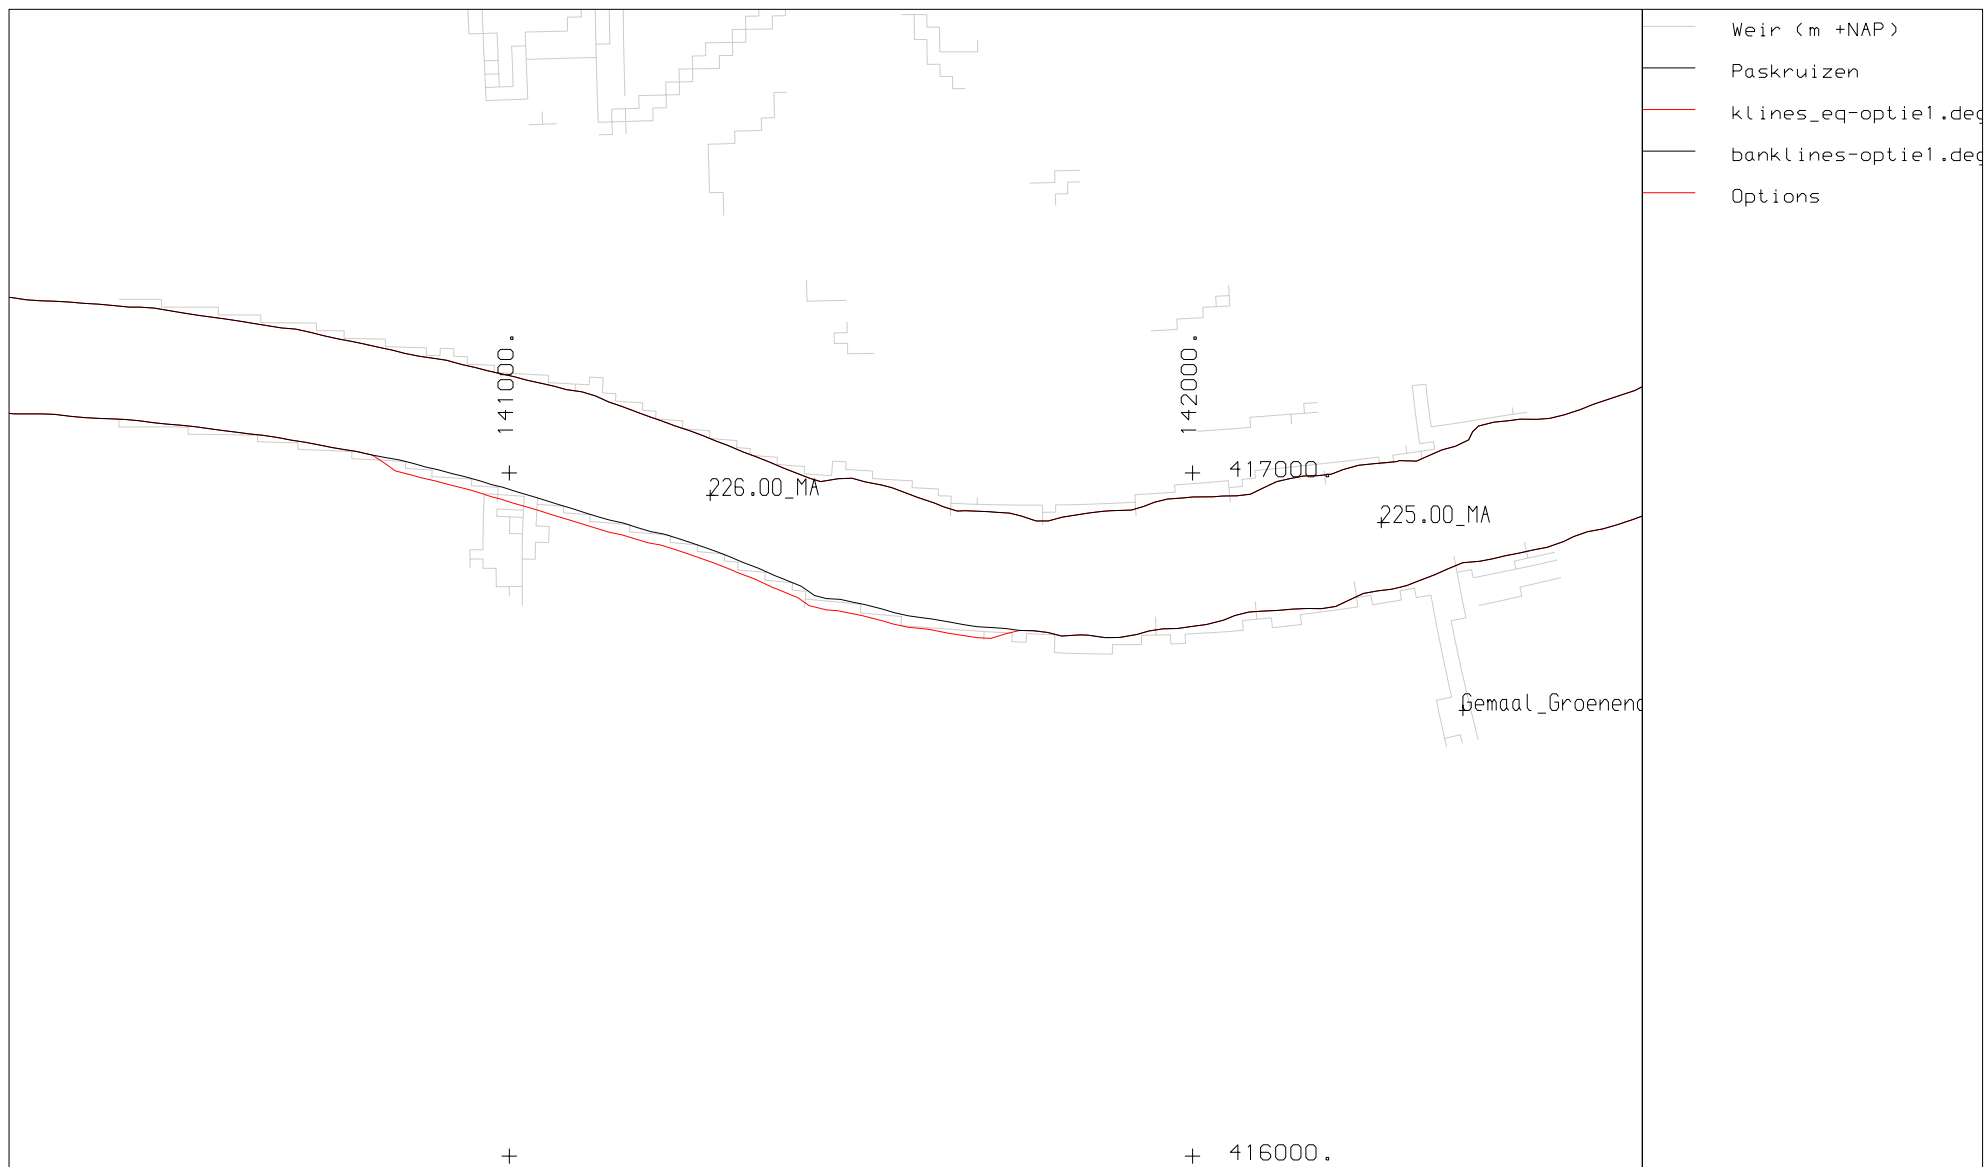 Weir (m +NAP)
Paskruizen
klines_eq-optie1.deg
banklines-optie1.deg
Options
141000.
142000.
417000.
226.00_MA
225.00_MA
Gemaal_Groenend
416000.